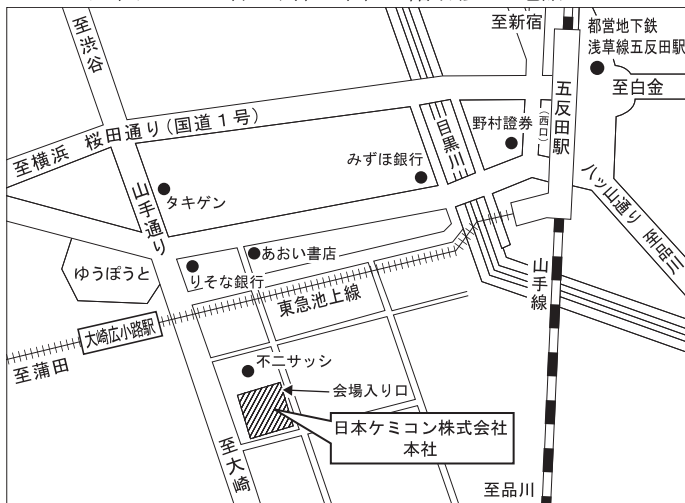 至新宿
都営地下鉄
浅草線五反田駅
至渋谷
至白金
五反田駅
(西口)
野村證券
目黒川
桜田通り(国道1号)
至横浜
みずほ銀行
タキゲン
山手通り
八ッ山通り
至品川
あおい書店
りそな銀行
ゆうぽうと
東急池上線
山手線
大崎広小路駅
至蒲田
不二サッシ
会場入り口
日本ケミコン株式会社
本社
至大崎
至品川